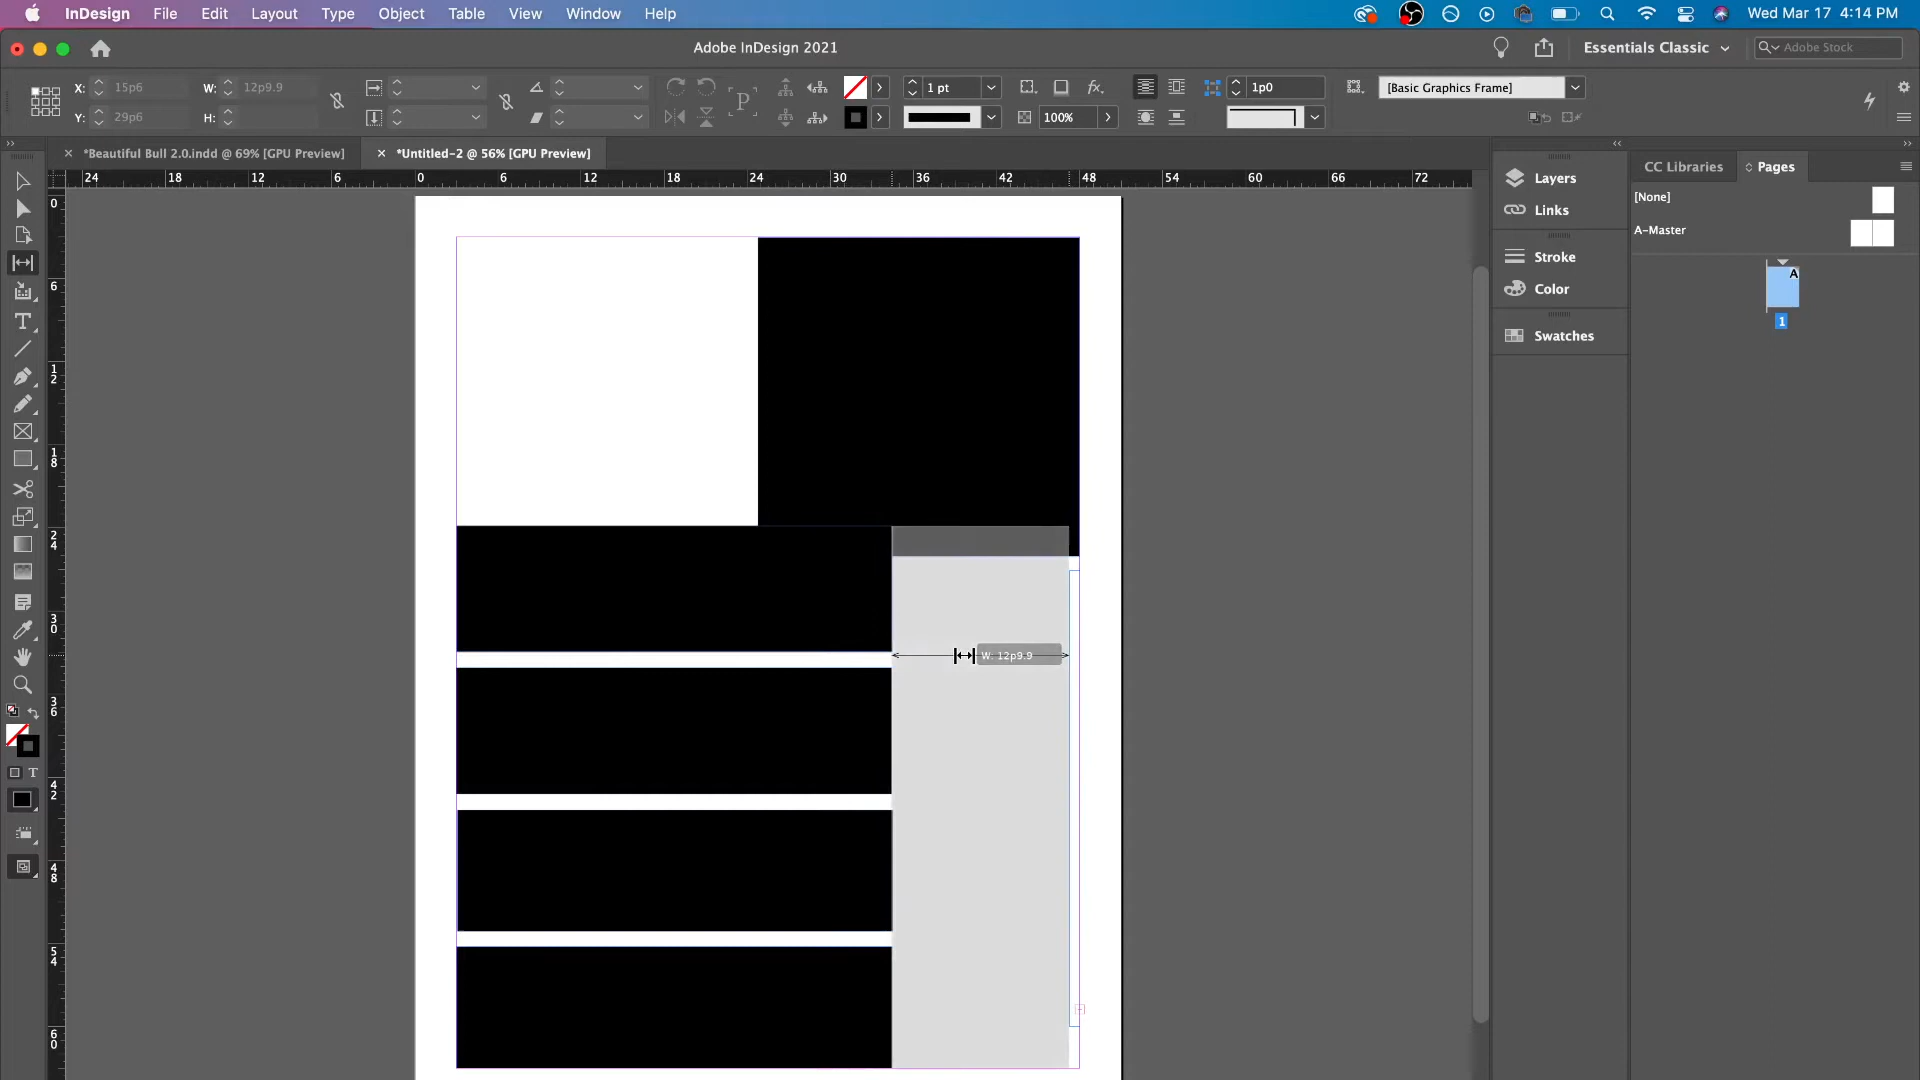 InDesign File Edit Layout Type Object Table View Window Help Wed Mar 17 4:14 PM
Adobe InDesign 2021 Essentials Classic Adobe Stock
X: 15p6 W: 12p9.9 1 pt fx. 1p0 [Basic Graphics Frame]
Y: 29p6 H: P 100%
*Beautiful Bull 2.0.indd @ 69% [GPU Preview] *Untitled-2 @ 56% [GPU Preview]
24 18 12 6 0 6 12 18 24 30 36 42 48 54 60 66 72
0
6
12
18
24
30
36
42
48
54
60
W: 12p9.9
T
Layers
Links
Stroke
Color
Swatches
CC Libraries Pages
[None]
A-Master
A
1